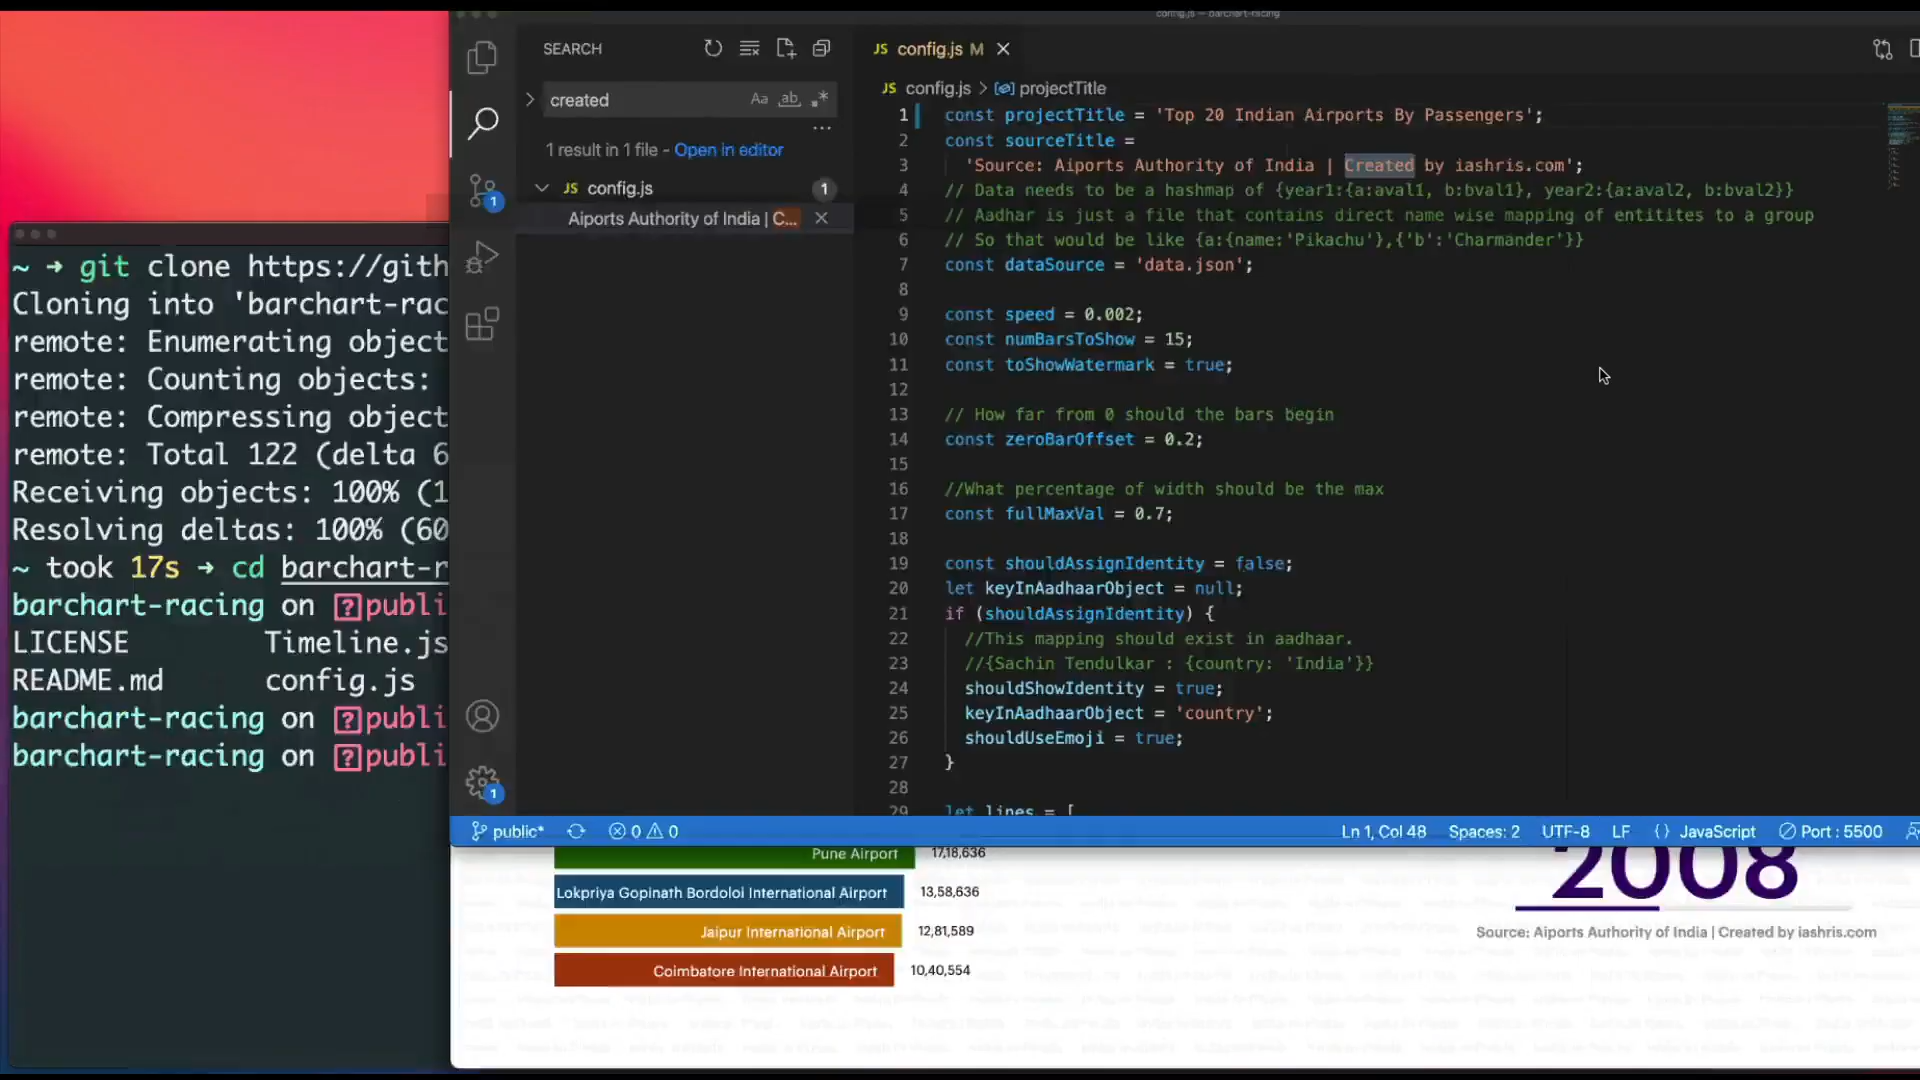 config.js — barchart-racing
SEARCH
created
Aa ab .*
1 result in 1 file - Open in editor
JS config.js 1
Aiports Authority of India | C...
1
1
JS config.js M
JS config.js > projectTitle
1 const projectTitle = 'Top 20 Indian Airports By Passengers';
2 const sourceTitle =
3 'Source: Aiports Authority of India | Created by iashris.com';
4 // Data needs to be a hashmap of {year1:{a:aval1, b:bval1}, year2:{a:aval2, b:bval2}}
5 // Aadhar is just a file that contains direct name wise mapping of entitites to a group
6 // So that would be like {a:{name:'Pikachu'},{'b':'Charmander'}}
7 const dataSource = 'data.json';
8
9 const speed = 0.002;
10 const numBarsToShow = 15;
11 const toShowWatermark = true;
12
13 // How far from 0 should the bars begin
14 const zeroBarOffset = 0.2;
15
16 //What percentage of width should be the max
17 const fullMaxVal = 0.7;
18
19 const shouldAssignIdentity = false;
20 let keyInAadhaarObject = null;
21 if (shouldAssignIdentity) {
22 //This mapping should exist in aadhaar.
23 //{Sachin Tendulkar : {country: 'India'}}
24 shouldShowIdentity = true;
25 keyInAadhaarObject = 'country';
26 shouldUseEmoji = true;
27 }
28
29 let lines = [
public* 0 0 Ln 1, Col 48 Spaces: 2 UTF-8 LF {} JavaScript Port : 5500
~ → git clone https://gith
Cloning into 'barchart-rac
remote: Enumerating object
remote: Counting objects:
remote: Compressing object
remote: Total 122 (delta 6
Receiving objects: 100% (1
Resolving deltas: 100% (60
~ took 17s → cd barchart-r
barchart-racing on ?publi
LICENSE Timeline.js
README.md config.js
barchart-racing on ?publi
barchart-racing on ?publi
Pune Airport 17,18,636
Lokpriya Gopinath Bordoloi International Airport 13,58,636
Jaipur International Airport 12,81,589
Coimbatore International Airport 10,40,554
2008
Source: Aiports Authority of India | Created by iashris.com